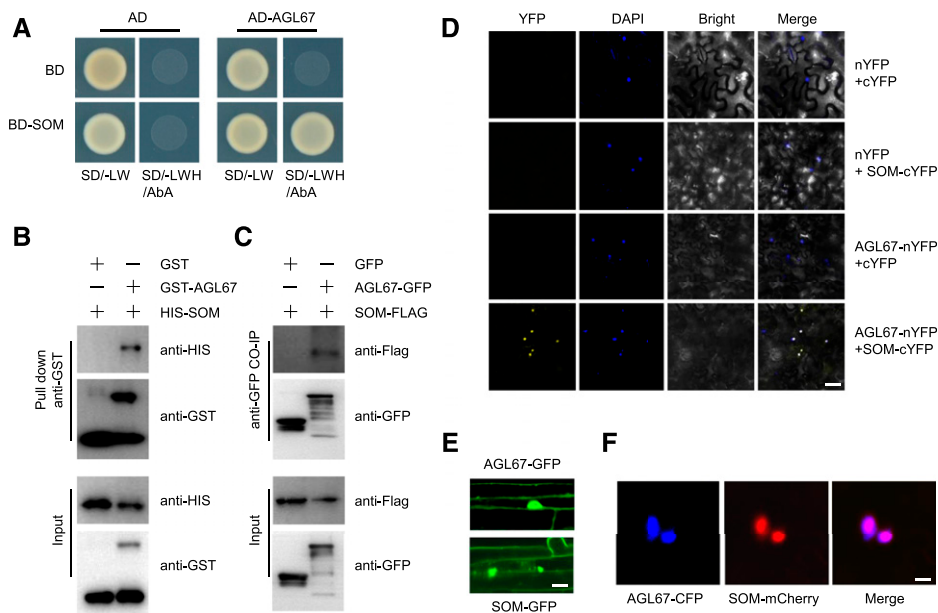 A
AD
AD-AGL67
BD
BD-SOM
SD/-LW
SD/-LWH
/AbA
SD/-LW
SD/-LWH
/AbA
B
+ − GST
− + GST-AGL67
+ + HIS-SOM
Pull down
anti-GST
anti-HIS
anti-GST
Input
anti-HIS
anti-GST
C
+ − GFP
− + AGL67-GFP
+ + SOM-FLAG
anti-GFP CO-IP
anti-Flag
anti-GFP
Input
anti-Flag
anti-GFP
D
YFP
DAPI
Bright
Merge
nYFP
+cYFP
nYFP
+ SOM-cYFP
AGL67-nYFP
+cYFP
AGL67-nYFP
+SOM-cYFP
E
AGL67-GFP
SOM-GFP
F
AGL67-CFP
SOM-mCherry
Merge